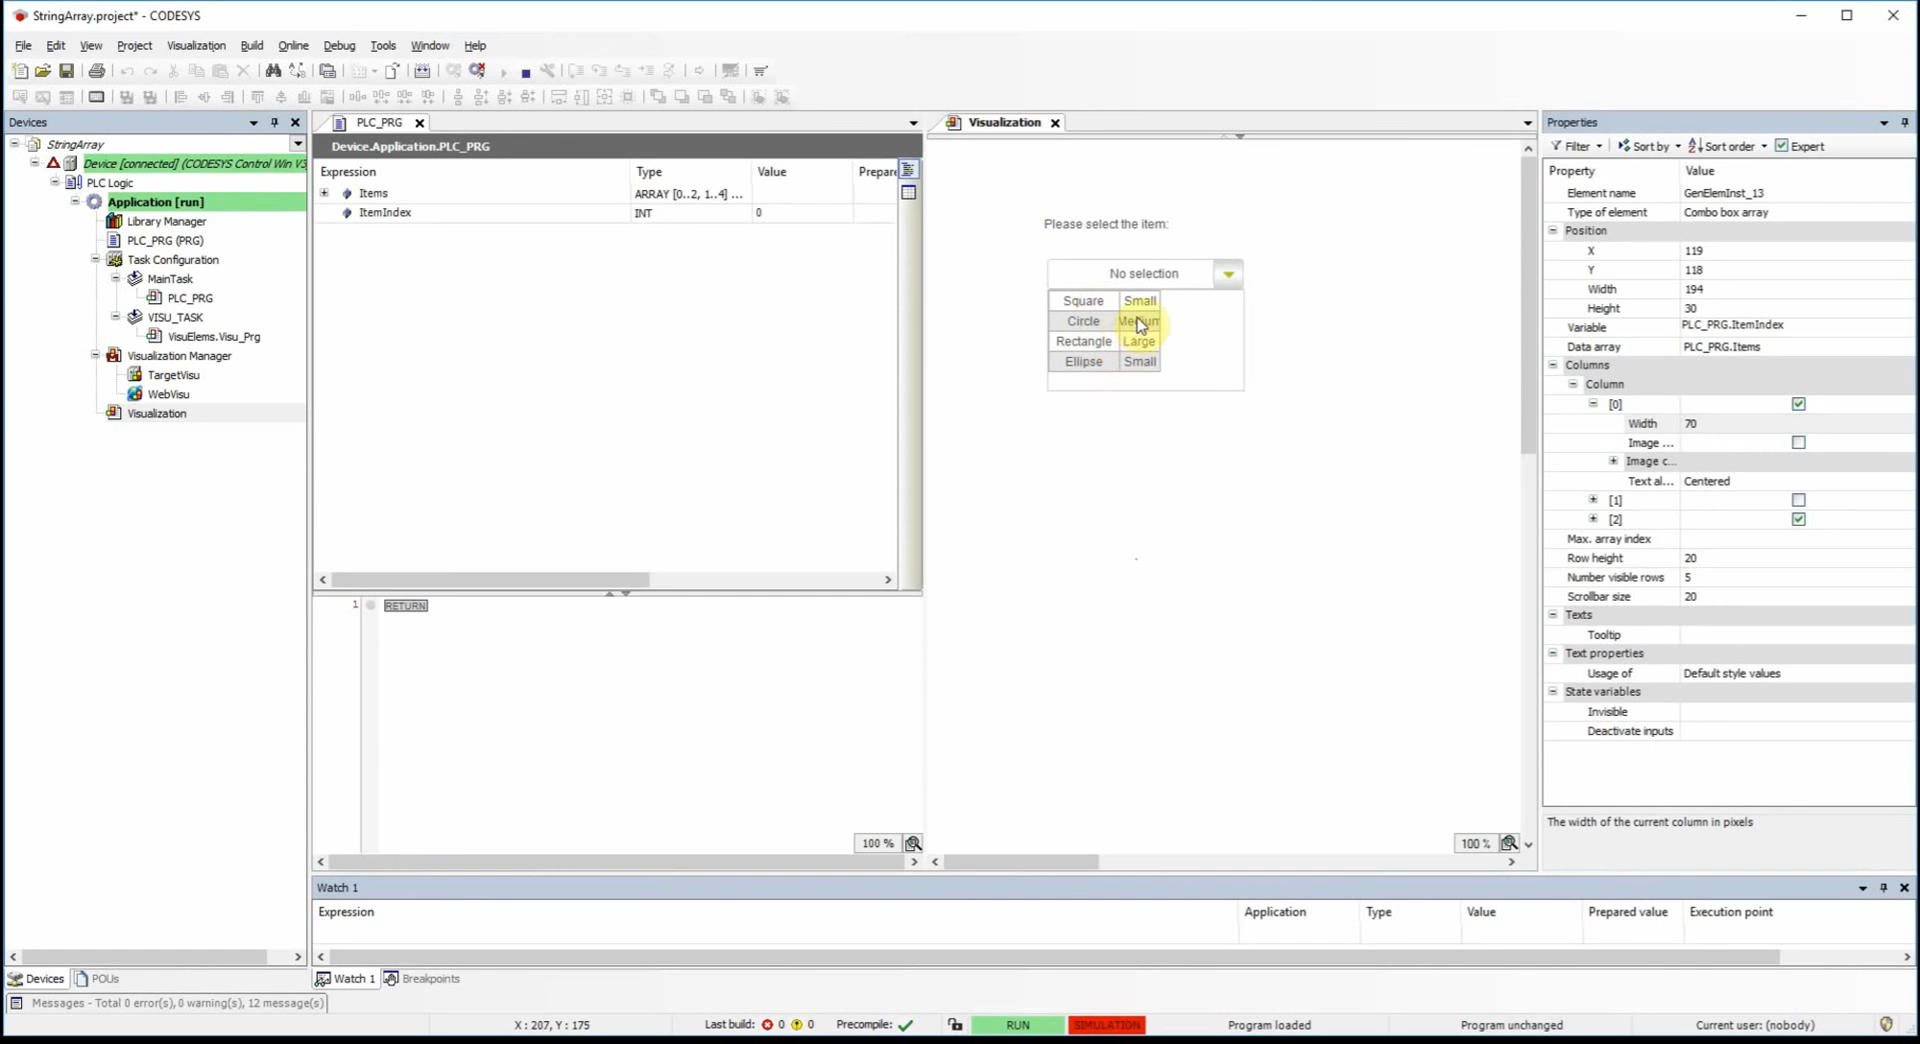 StringArray.project* - CODESYS
File Edit View Project Visualization Build Online Debug Tools Window Help
Devices
StringArray
Device [connected] (CODESYS Control Win V3
PLC Logic
Application [run]
Library Manager
PLC_PRG (PRG)
Task Configuration
MainTask
PLC_PRG
VISU_TASK
VisuElems.Visu_Prg
Visualization Manager
TargetVisu
WebVisu
Visualization
Devices POUs
PLC_PRG
Device.Application.PLC_PRG
Expression Type Value Prepare
Items ARRAY [0..2, 1..4] ...
ItemIndex INT 0
1 RETURN
100 %
Visualization
Please select the item:
No selection
Square Small
Circle Medium
Rectangle Large
Ellipse Small
100 %
Properties
Filter Sort by Sort order Expert
Property Value
Element name GenElemInst_13
Type of element Combo box array
Position
X 119
Y 118
Width 194
Height 30
Variable PLC_PRG.ItemIndex
Data array PLC_PRG.Items
Columns
Column
[0]
Width 70
Image ...
Image c...
Text al... Centered
[1]
[2]
Max. array index
Row height 20
Number visible rows 5
Scrollbar size 20
Texts
Tooltip
Text properties
Usage of Default style values
State variables
Invisible
Deactivate inputs
The width of the current column in pixels
Watch 1
Expression Application Type Value Prepared value Execution point
Watch 1 Breakpoints
Messages - Total 0 error(s), 0 warning(s), 12 message(s)
X : 207, Y : 175 Last build: 0 0 Precompile: RUN SIMULATION Program loaded Program unchanged Current user: (nobody)